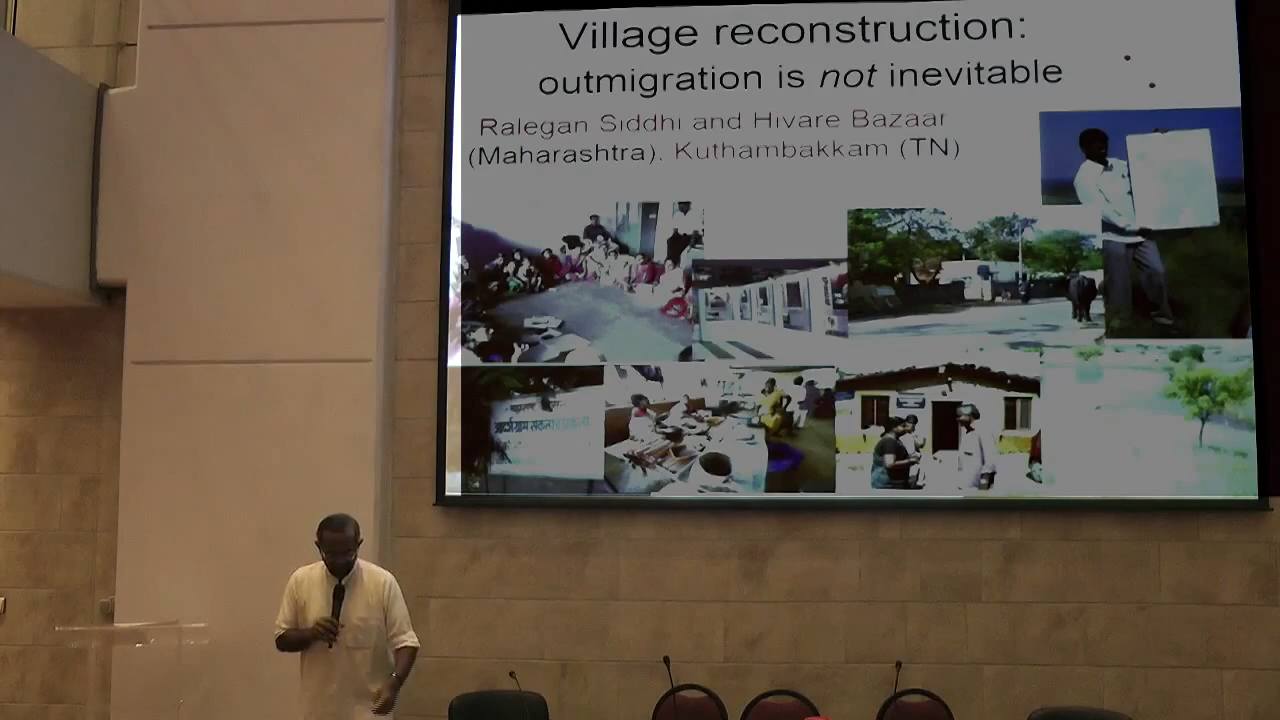 Village reconstruction:
outmigration is not inevitable
Ralegan Siddhi and Hivare Bazaar
(Maharashtra). Kuthambakkam (TN)